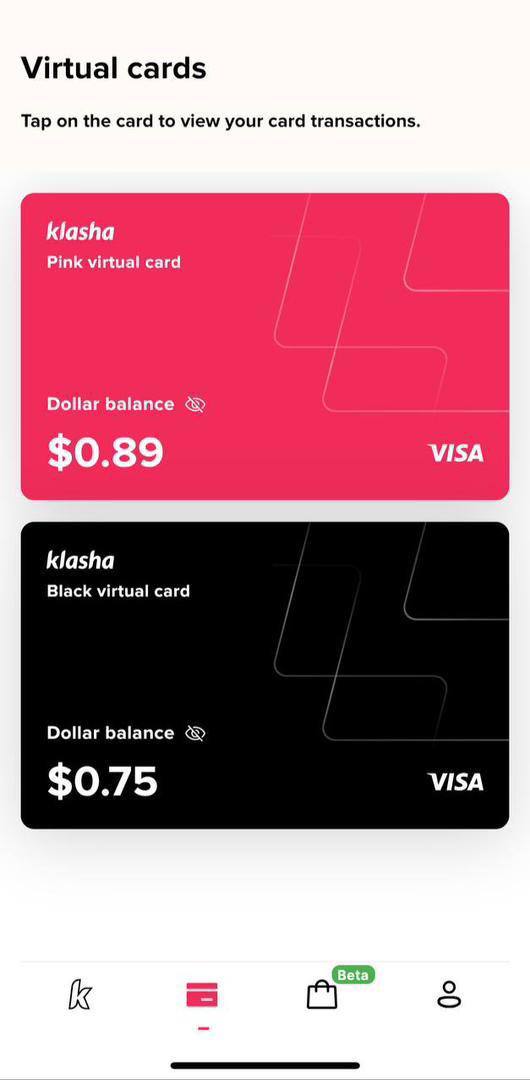 Virtual cards
Tap on the card to view your card transactions.
klasha
Pink virtual card
Dollar balance
$0.89
VISA
klasha
Black virtual card
Dollar balance
$0.75
VISA
Beta
k